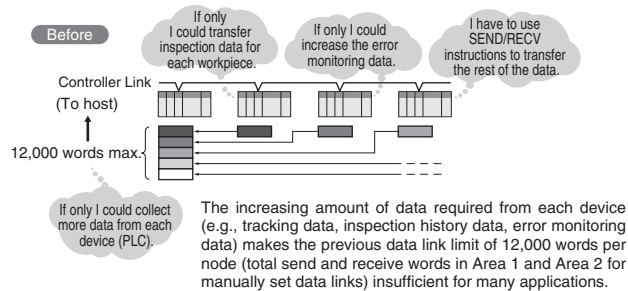 Before
If only
I could transfer
inspection data for
each workpiece.
If only I could
increase the error
monitoring data.
I have to use
SEND/RECV
instructions to transfer
the rest of the data.
Controller Link
(To host)
12,000 words max.
If only I could collect
more data from each
device (PLC).
The increasing amount of data required from each device
(e.g., tracking data, inspection history data, error monitoring
data) makes the previous data link limit of 12,000 words per
node (total send and receive words in Area 1 and Area 2 for
manually set data links) insufficient for many applications.